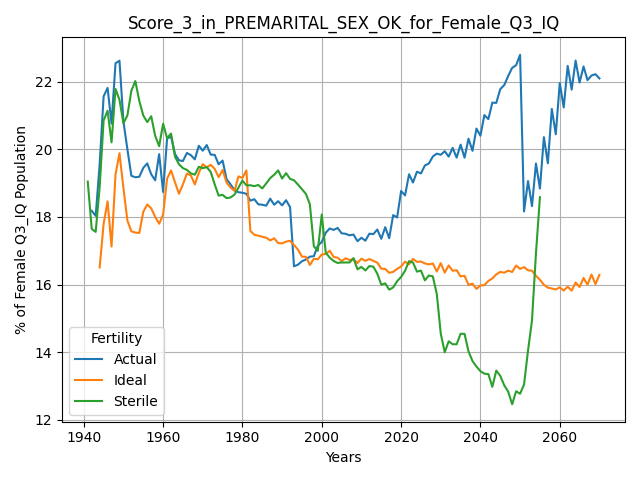 Score_3_in_PREMARITAL_SEX_OK_for_Female_Q3_IQ
% of Female Q3_IQ Population
22
20
18
16
14
12
Fertility
Actual
Ideal
Sterile
1940 1960 1980 2000 2020 2040 2060
Years